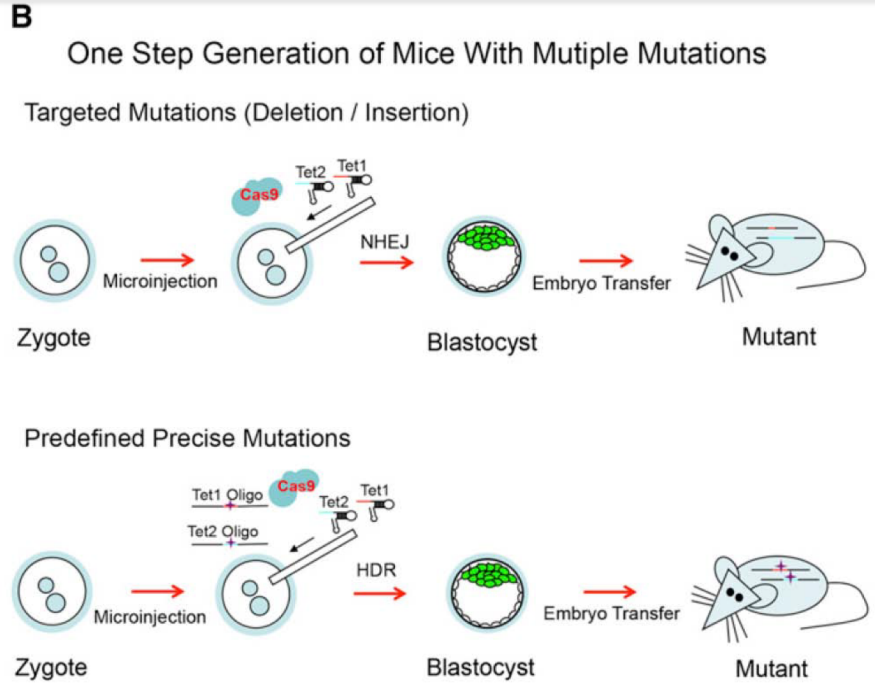 B
One Step Generation of Mice With Mutiple Mutations
Targeted Mutations (Deletion / Insertion)
Cas9
Tet2
Tet1
Microinjection
NHEJ
Embryo Transfer
Zygote
Blastocyst
Mutant
Predefined Precise Mutations
Tet1 Oligo
Cas9
Tet2
Tet1
Tet2 Oligo
Microinjection
HDR
Embryo Transfer
Zygote
Blastocyst
Mutant